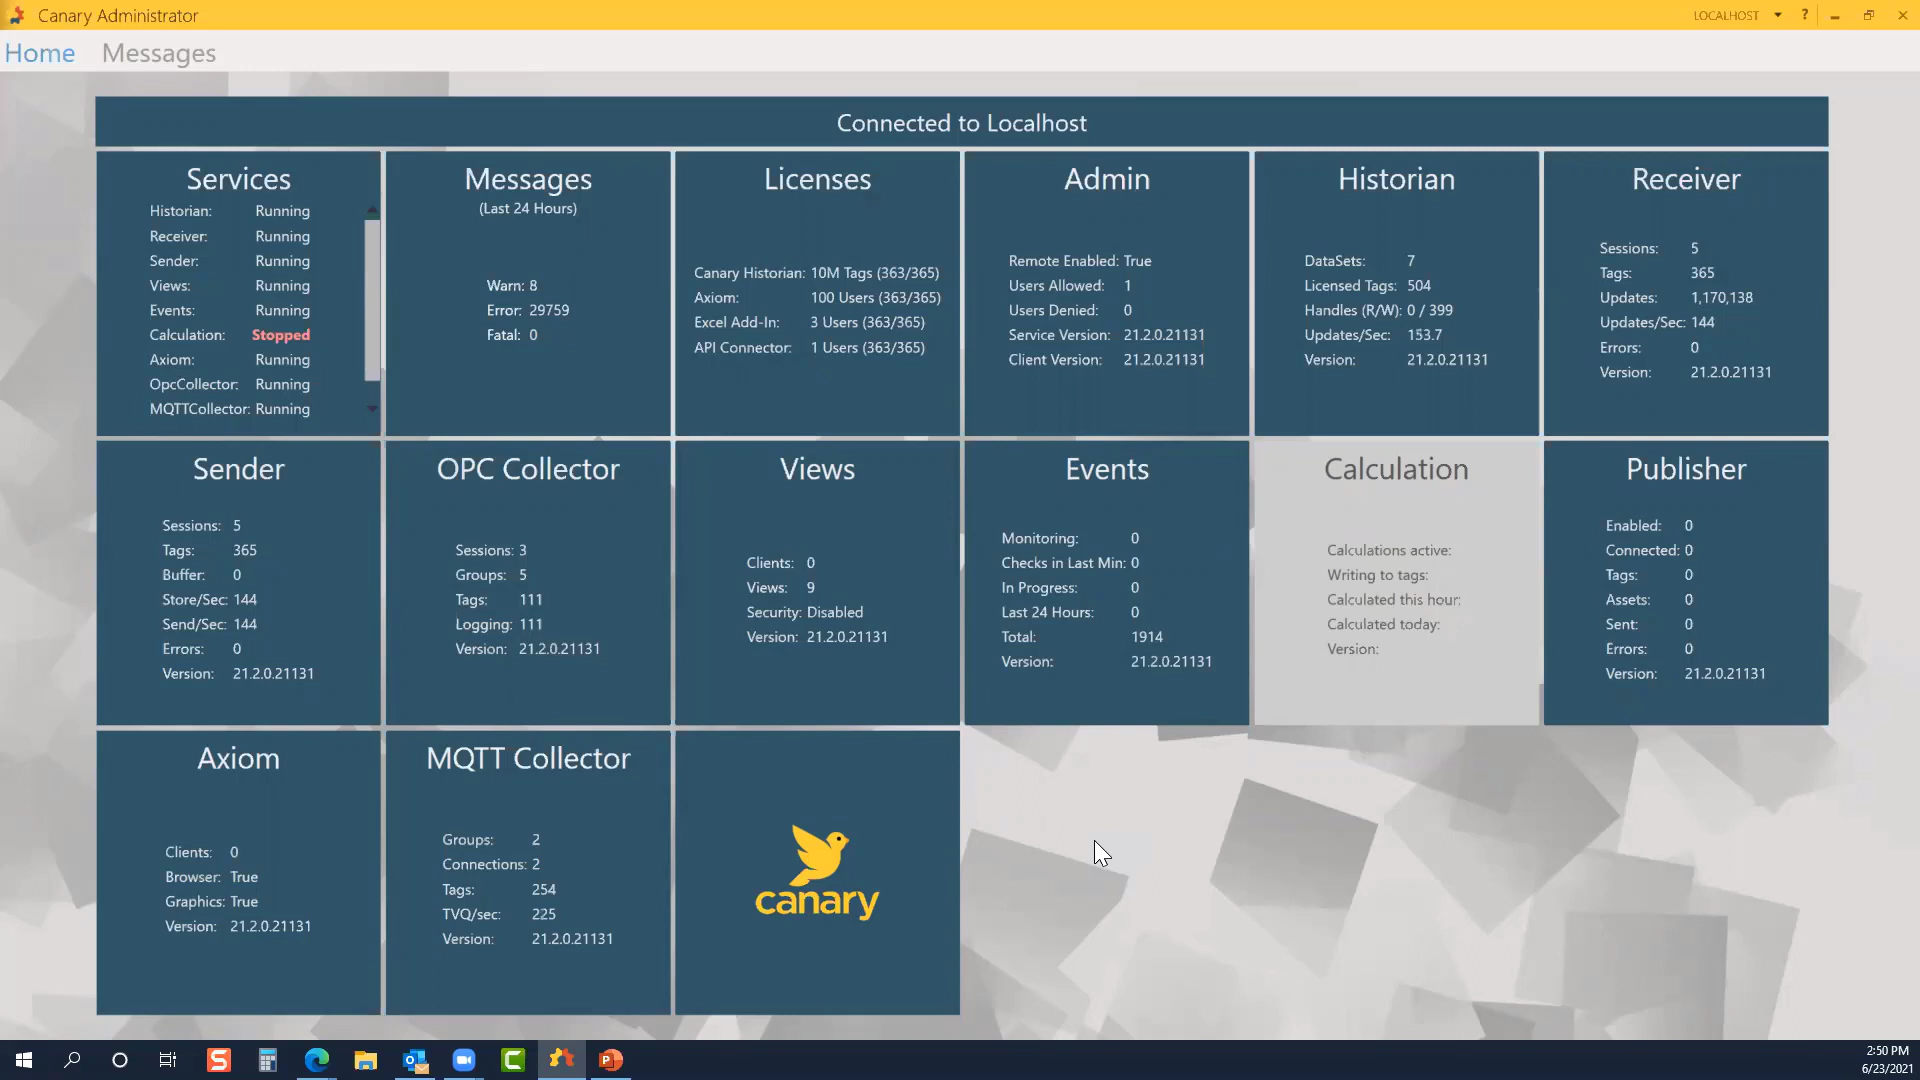 Canary Administrator
LOCALHOST
?
Home Messages
Connected to Localhost
Services
Historian: Running
Receiver: Running
Sender: Running
Views: Running
Events: Running
Calculation: Stopped
Axiom: Running
OpcCollector: Running
MQTTCollector: Running
Messages
(Last 24 Hours)
Warn: 8
Error: 29759
Fatal: 0
Licenses
Canary Historian: 10M Tags (363/365)
Axiom: 100 Users (363/365)
Excel Add-In: 3 Users (363/365)
API Connector: 1 Users (363/365)
Admin
Remote Enabled: True
Users Allowed: 1
Users Denied: 0
Service Version: 21.2.0.21131
Client Version: 21.2.0.21131
Historian
DataSets: 7
Licensed Tags: 504
Handles (R/W): 0 / 399
Updates/Sec: 153.7
Version: 21.2.0.21131
Receiver
Sessions: 5
Tags: 365
Updates: 1,170,138
Updates/Sec: 144
Errors: 0
Version: 21.2.0.21131
Sender
Sessions: 5
Tags: 365
Buffer: 0
Store/Sec: 144
Send/Sec: 144
Errors: 0
Version: 21.2.0.21131
OPC Collector
Sessions: 3
Groups: 5
Tags: 111
Logging: 111
Version: 21.2.0.21131
Views
Clients: 0
Views: 9
Security: Disabled
Version: 21.2.0.21131
Events
Monitoring: 0
Checks in Last Min: 0
In Progress: 0
Last 24 Hours: 0
Total: 1914
Version: 21.2.0.21131
Calculation
Calculations active:
Writing to tags:
Calculated this hour:
Calculated today:
Version:
Publisher
Enabled: 0
Connected: 0
Tags: 0
Assets: 0
Sent: 0
Errors: 0
Version: 21.2.0.21131
Axiom
Clients: 0
Browser: True
Graphics: True
Version: 21.2.0.21131
MQTT Collector
Groups: 2
Connections: 2
Tags: 254
TVQ/sec: 225
Version: 21.2.0.21131
canary
2:50 PM
6/23/2021